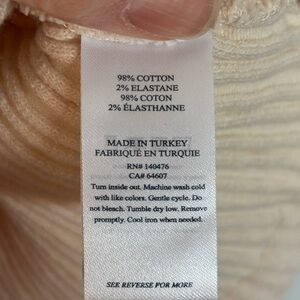 98% COTTON
2% ELASTANE
98% COTON
2% ÉLASTHANNE
MADE IN TURKEY
FABRIQUÉ EN TURQUIE
RN# 140476
CA# 64607
Turn inside out. Machine wash cold
with like colors. Gentle cycle. Do
not bleach. Tumble dry low. Remove
promptly. Cool iron when needed.
SEE REVERSE FOR MORE